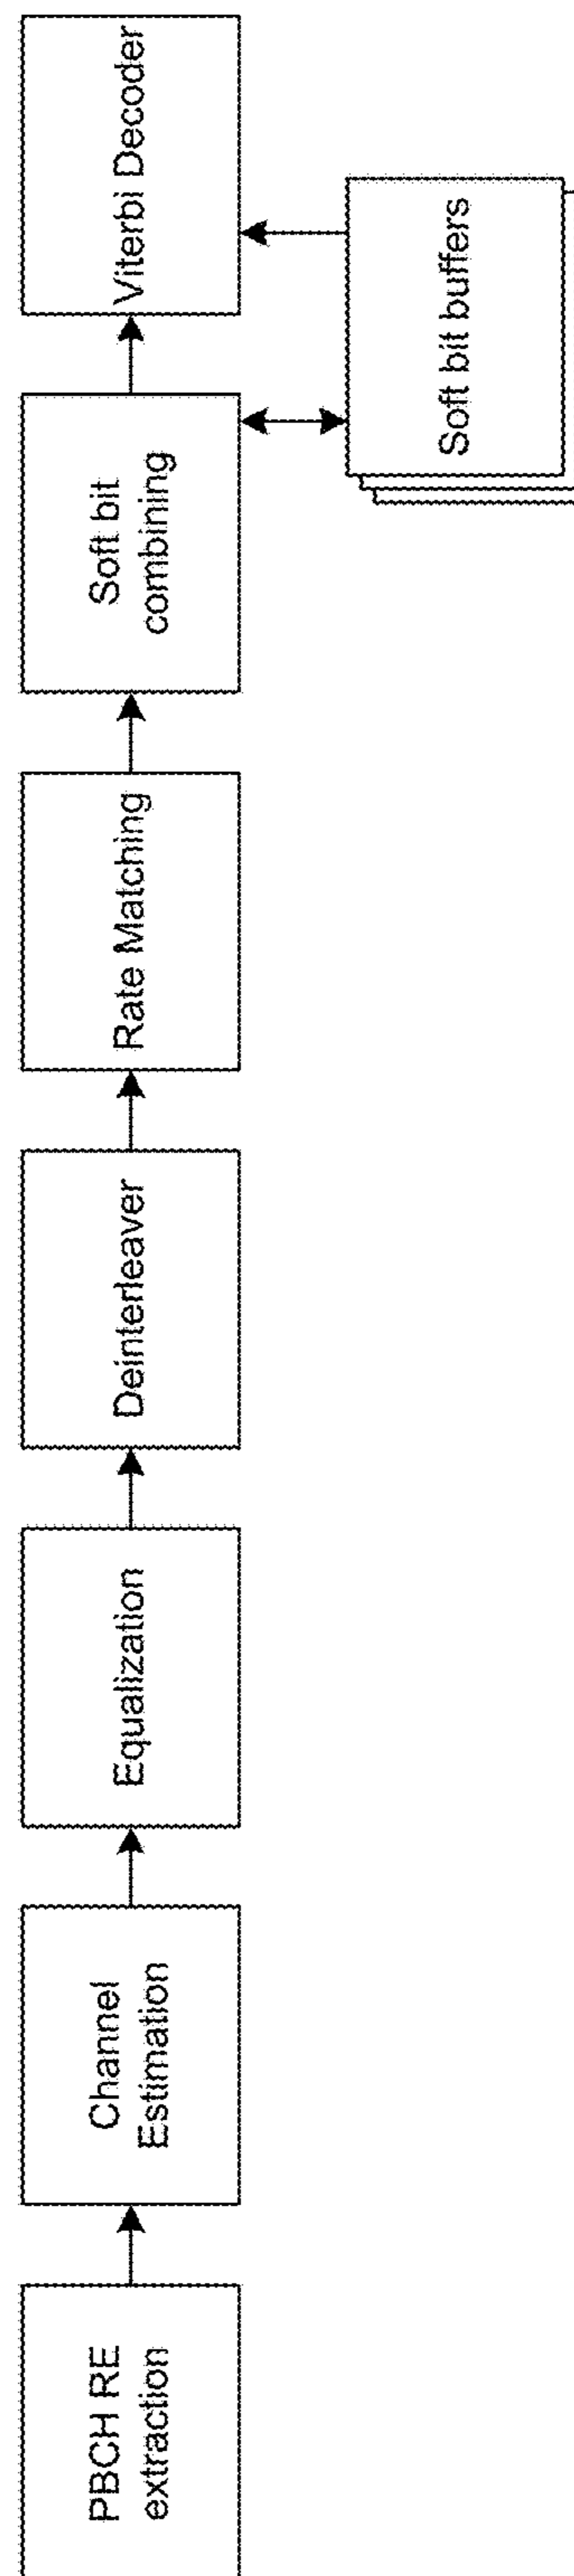 PBCH RE
extraction
Channel
Estimation
Equalization
Deinterleaver
Rate Matching
Soft bit
combining
Viterbi Decoder
Soft bit buffers